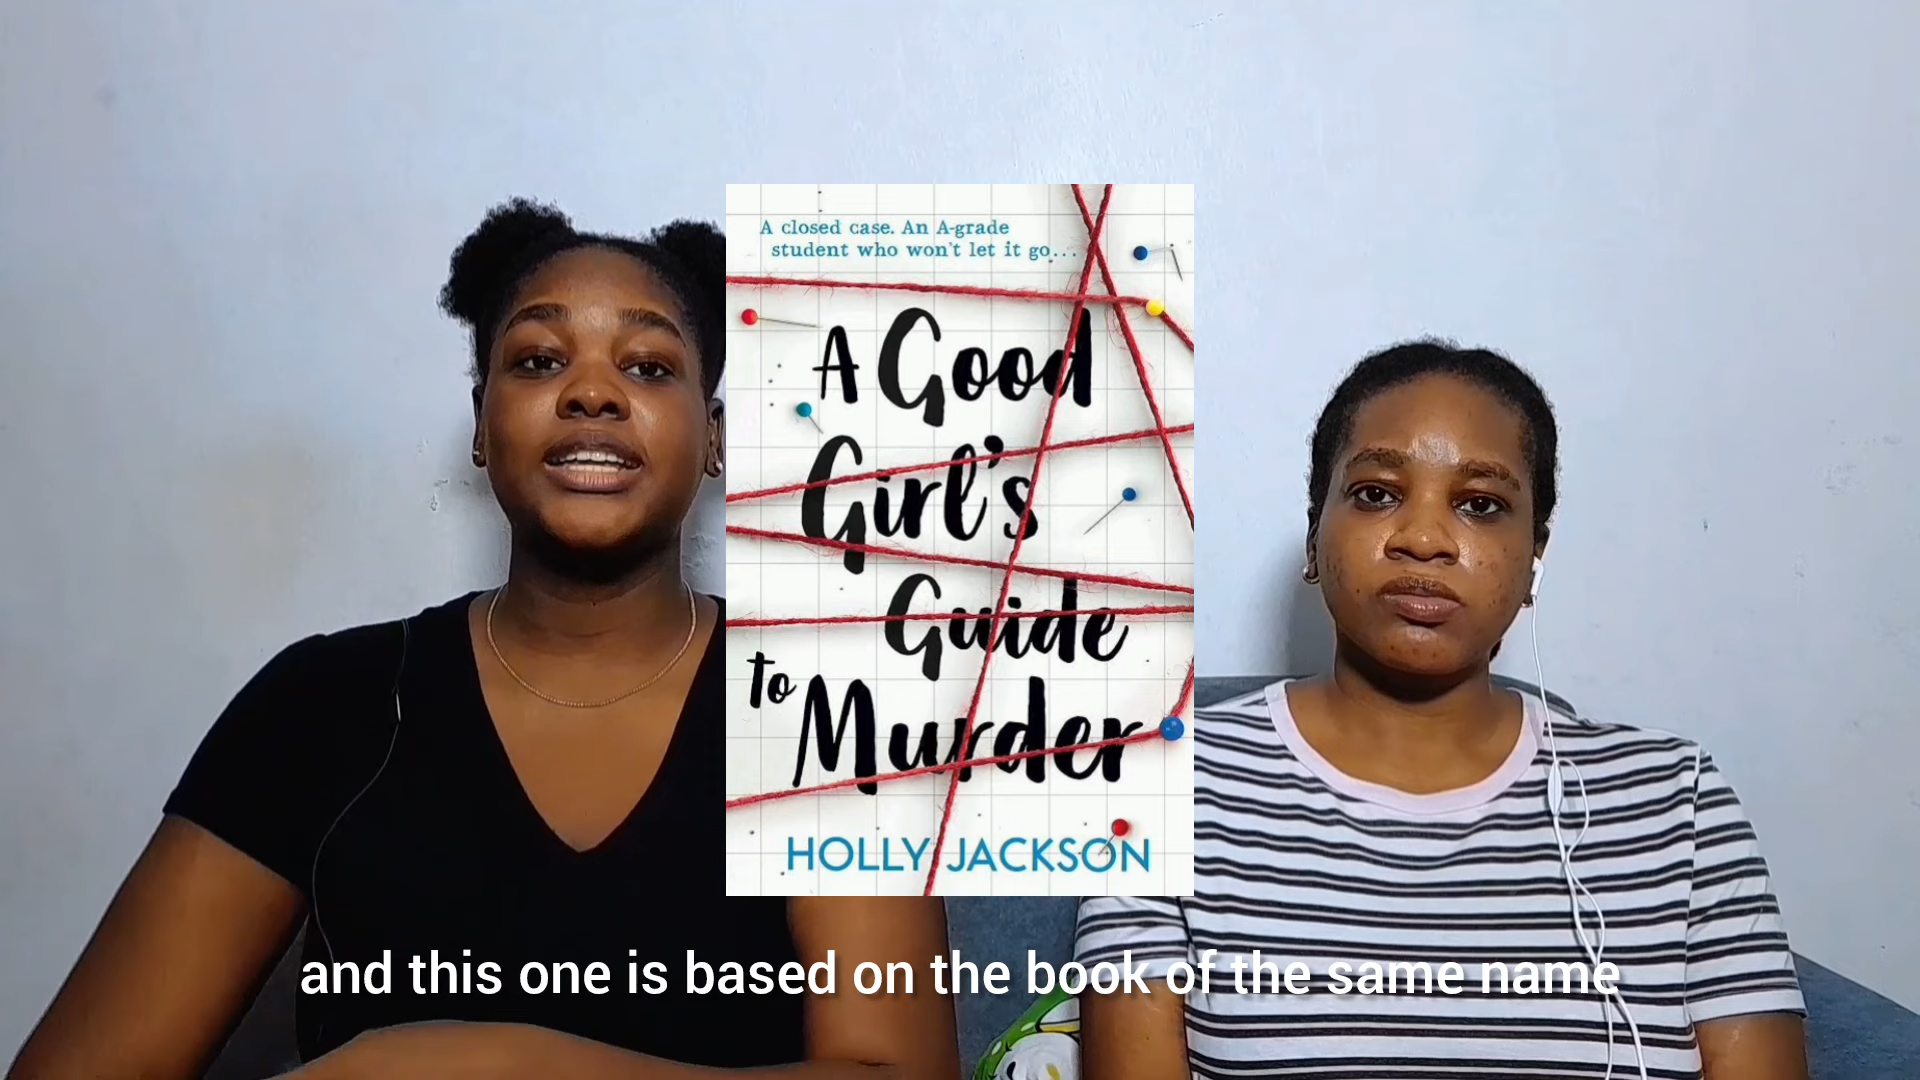 A closed case. An A-grade
student who won't let it go...
A Good
Girl's
Guide
to
Murder
HOLLY JACKSON
and this one is based on the book of the same name